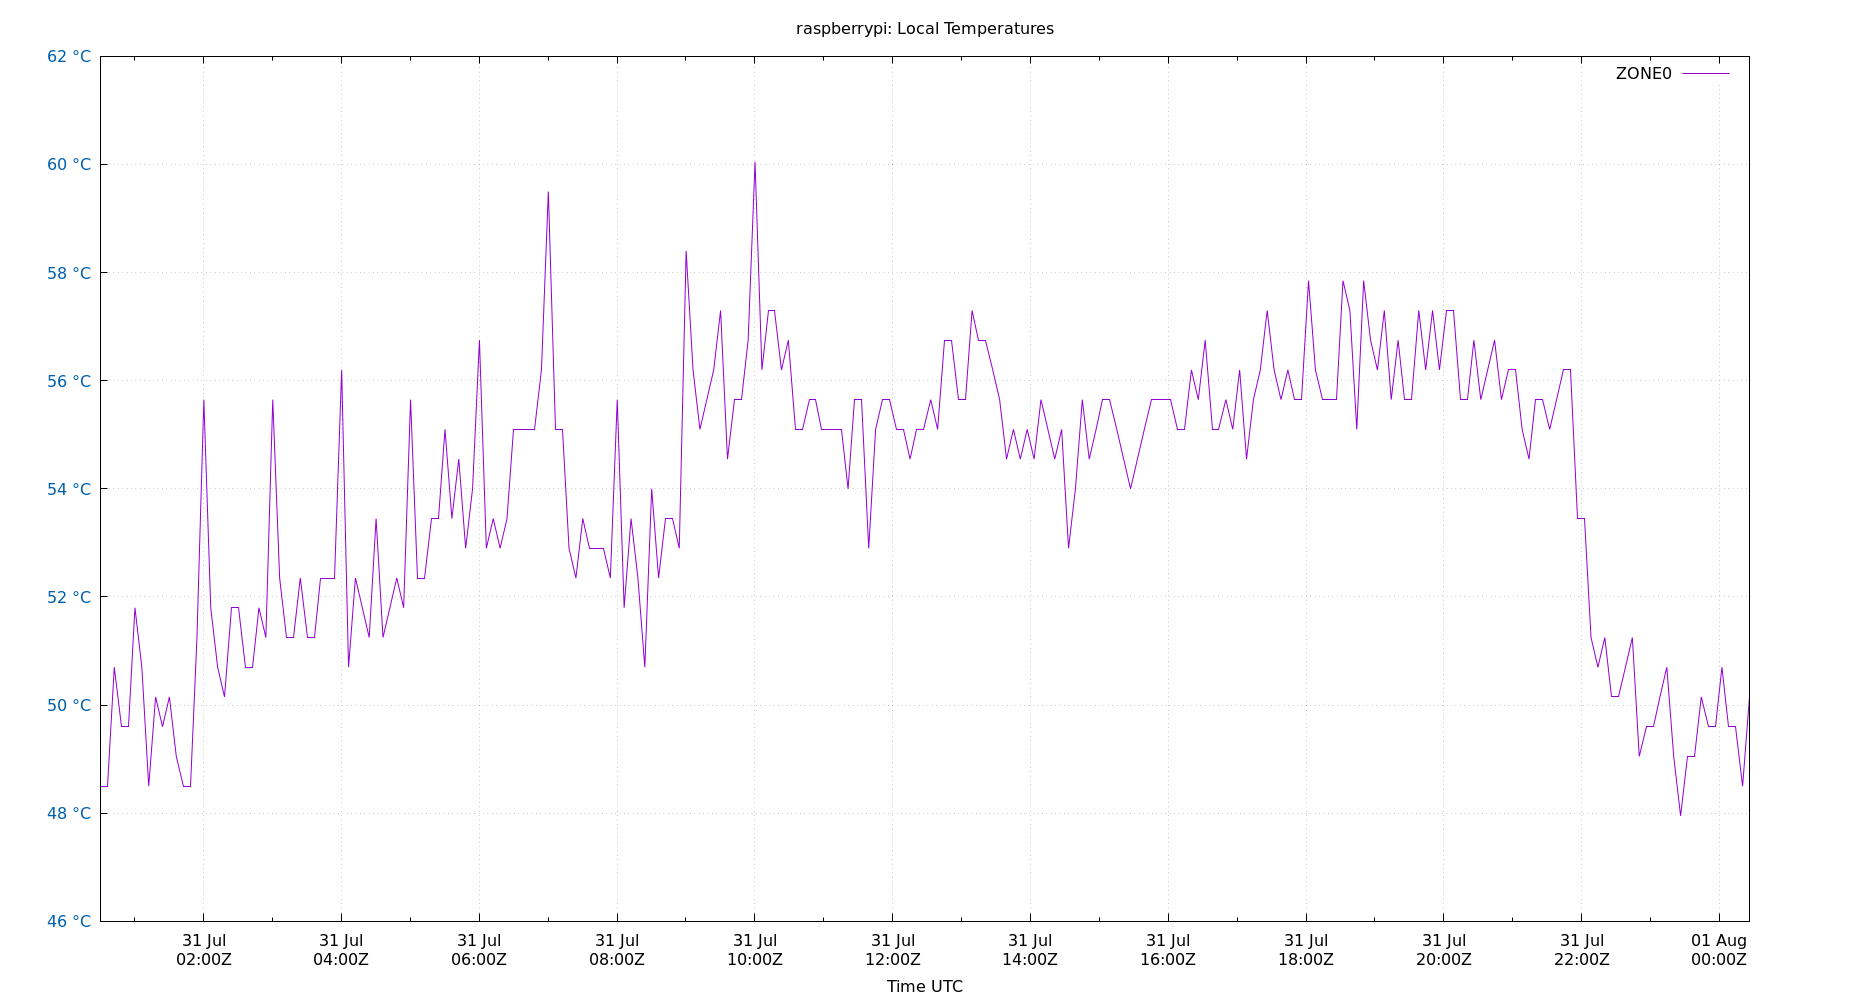 raspberrypi: Local Temperatures
62 °C
ZONE0
60 °C
58 °C
56 °C
54 °C
52 °C
50 °C
48 °C
46 °C
31 Jul 31 Jul 31 Jul 31 Jul 31 Jul 31 Jul 31 Jul 31 Jul 31 Jul 31 Jul 31 Jul 01 Aug
02:00Z 04:00Z 06:00Z 08:00Z 10:00Z 12:00Z 14:00Z 16:00Z 18:00Z 20:00Z 22:00Z 00:00Z
Time UTC